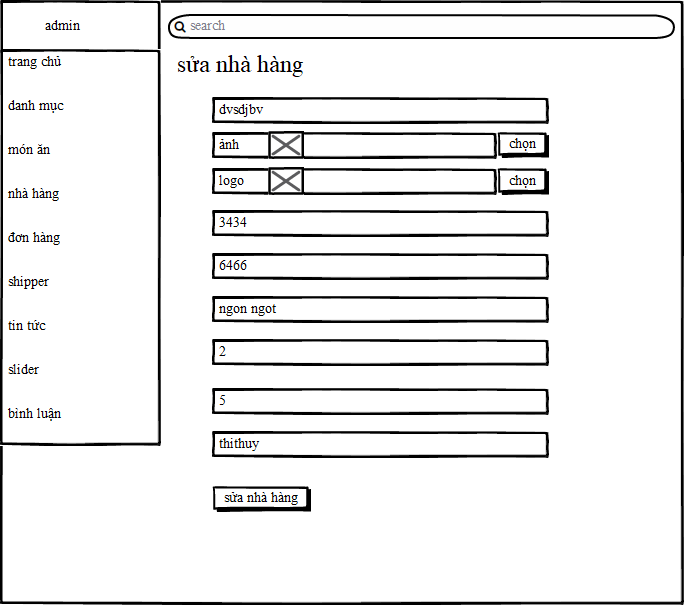 admin
search
trang chủ
danh mục
món ăn
nhà hàng
đơn hàng
shipper
tin tức
slider
bình luận
sửa nhà hàng
dvsdjbv
ảnh
chọn
logo
chọn
3434
6466
ngon ngot
2
5
thithuy
sửa nhà hàng